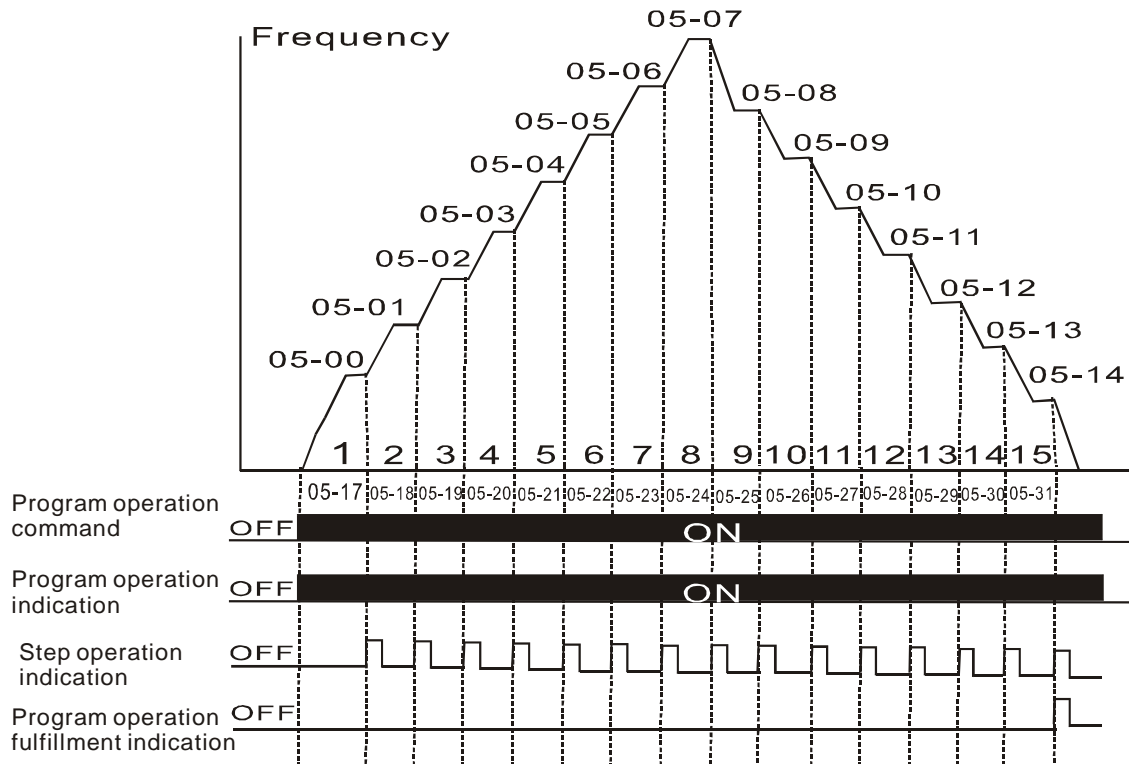 05-07
Frequency
05-06
05-08
05-05
05-09
05-04
05-10
05-03
05-11
05-02
05-12
05-01
05-13
05-00
05-14
1 2 3 4 5 6 7 8 9 10 11 12 13 14 15
05-17 05-18 05-19 05-20 05-21 05-22 05-23 05-24 05-25 05-26 05-27 05-28 05-29 05-30 05-31
Program operation
command
OFF
ON
Program operation
indication
OFF
ON
Step operation
indication
OFF
Program operation
fulfillment indication
OFF